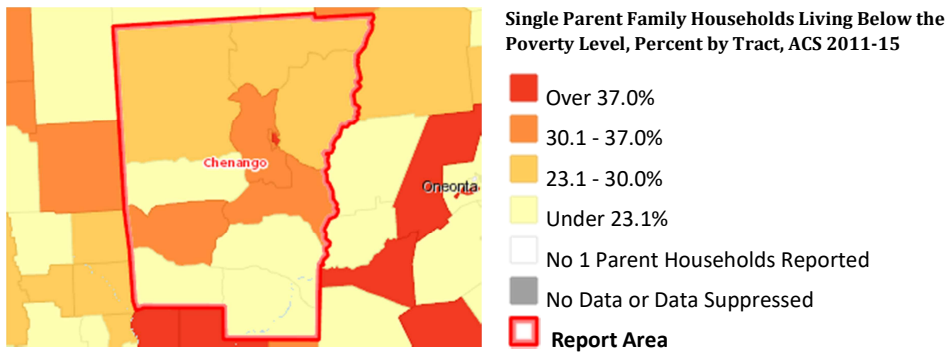 Single Parent Family Households Living Below the
Poverty Level, Percent by Tract, ACS 2011-15
Over 37.0%
30.1 - 37.0%
23.1 - 30.0%
Under 23.1%
No 1 Parent Households Reported
No Data or Data Suppressed
Report Area
Chenango
Oneonta